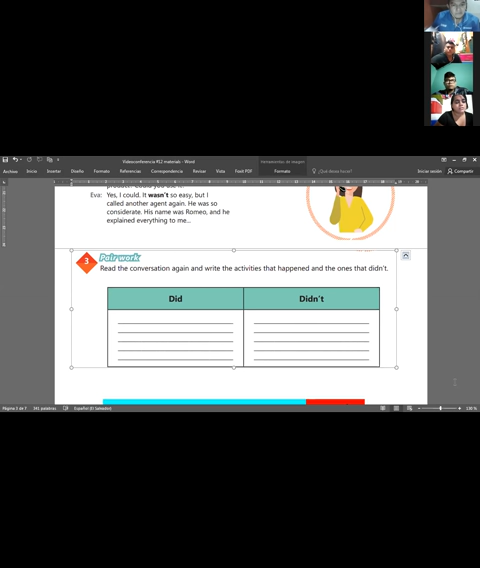 Videoconferencia #12 materials - Word
Herramientas de imagen
Archivo Inicio Insertar Diseño Formato Referencias Correspondencia Revisar Vista Foxit PDF Formato ¿Qué desea hacer? Iniciar sesión Compartir
Eva: Yes, I could. It wasn't so easy, but I
called another agent again. He was so
considerate. His name was Romeo, and he
explained everything to me...
3 Pair work
Read the conversation again and write the activities that happened and the ones that didn't.
Did Didn't
Página 5 de 7 345 palabras Español (El Salvador) 130 %